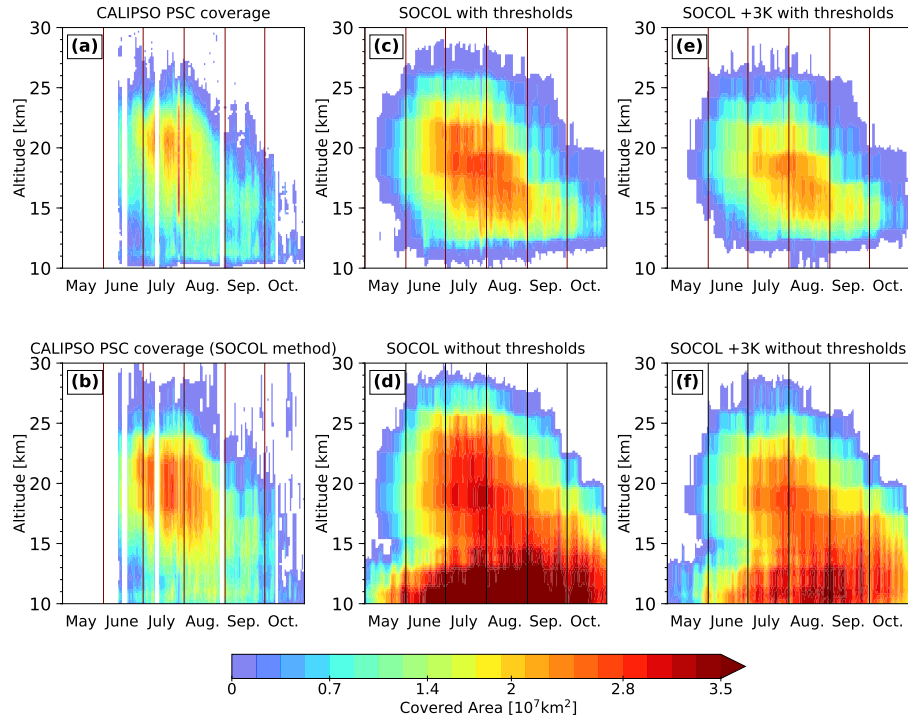 CALIPSO PSC coverage
SOCOL with thresholds
SOCOL +3K with thresholds
(a)
(c)
(e)
Altitude [km]
30
25
20
15
10
Altitude [km]
30
25
20
15
10
Altitude [km]
30
25
20
15
10
May June July Aug. Sep. Oct.
May June July Aug. Sep. Oct.
May June July Aug. Sep. Oct.
CALIPSO PSC coverage (SOCOL method)
SOCOL without thresholds
SOCOL +3K without thresholds
(b)
(d)
(f)
Altitude [km]
30
25
20
15
10
Altitude [km]
30
25
20
15
10
Altitude [km]
30
25
20
15
10
May June July Aug. Sep. Oct.
May June July Aug. Sep. Oct.
May June July Aug. Sep. Oct.
0 0.7 1.4 2 2.8 3.5
Covered Area [10⁷km²]